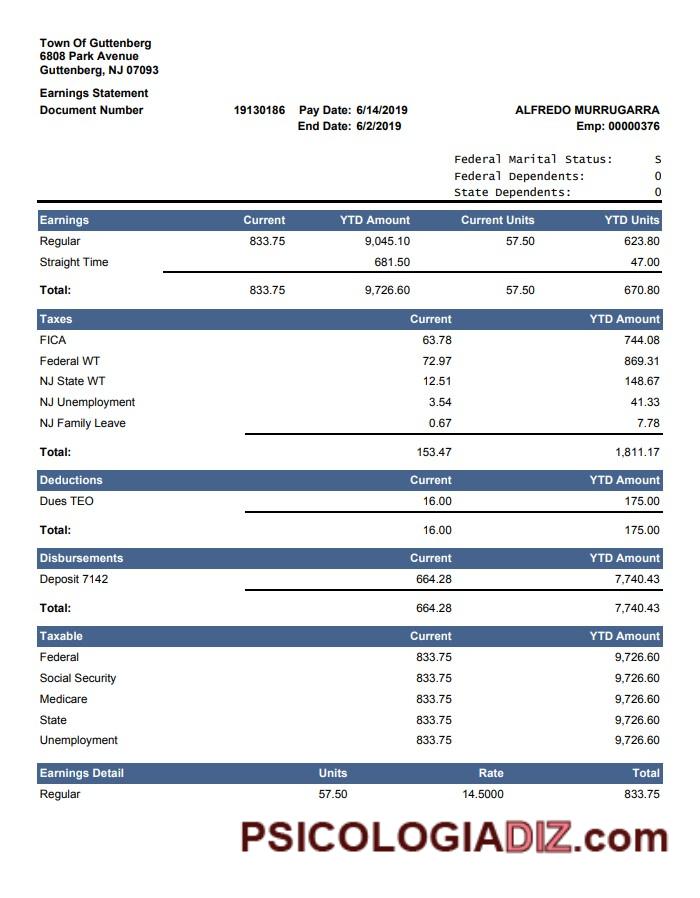 Town Of Guttenberg
6808 Park Avenue
Guttenberg, NJ 07093
Earnings Statement
Document Number 19130186 Pay Date: 6/14/2019 ALFREDO MURRUGARRA
End Date: 6/2/2019 Emp: 00000376
Federal Marital Status: S
Federal Dependents: 0
State Dependents: 0
Earnings Current YTD Amount Current Units YTD Units
Regular 833.75 9,045.10 57.50 623.80
Straight Time 681.50 47.00
Total: 833.75 9,726.60 57.50 670.80
Taxes Current YTD Amount
FICA 63.78 744.08
Federal WT 72.97 869.31
NJ State WT 12.51 148.67
NJ Unemployment 3.54 41.33
NJ Family Leave 0.67 7.78
Total: 153.47 1,811.17
Deductions Current YTD Amount
Dues TEO 16.00 175.00
Total: 16.00 175.00
Disbursements Current YTD Amount
Deposit 7142 664.28 7,740.43
Total: 664.28 7,740.43
Taxable Current YTD Amount
Federal 833.75 9,726.60
Social Security 833.75 9,726.60
Medicare 833.75 9,726.60
State 833.75 9,726.60
Unemployment 833.75 9,726.60
Earnings Detail Units Rate Total
Regular 57.50 14.5000 833.75
PSICOLOGIADIZ.com